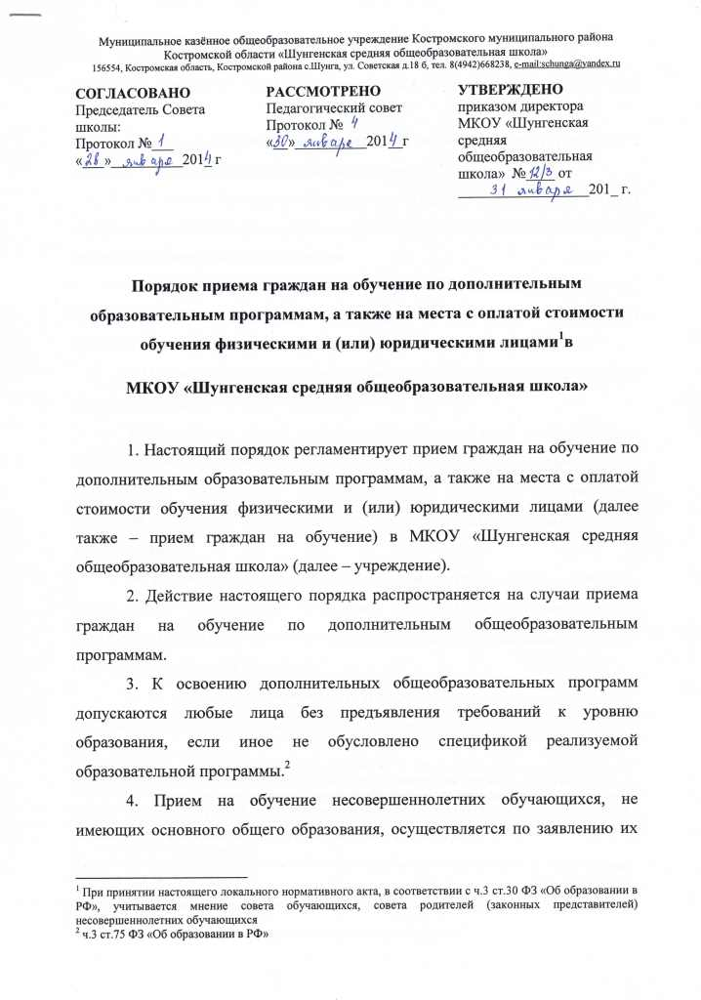 Муниципальное казённое общеобразовательное учреждение Костромского муниципального района
Костромской области «Шунгенская средняя общеобразовательная школа»
156554, Костромская область, Костромской района с.Шунга, ул. Советская д.18 б, тел. 8(4942)668238, e-mail:schunga@yandex.ru
СОГЛАСОВАНО
Председатель Совета
школы:
Протокол № 1
«28 » января 2014 г
РАССМОТРЕНО
Педагогический совет
Протокол № 4
«30» января 2014 г
УТВЕРЖДЕНО
приказом директора
МКОУ «Шунгенская
средняя
общеобразовательная
школа» №12/3 от
31 января 201_ г.
Порядок приема граждан на обучение по дополнительным
образовательным программам, а также на места с оплатой стоимости
обучения физическими и (или) юридическими лицами¹в
МКОУ «Шунгенская средняя общеобразовательная школа»
1. Настоящий порядок регламентирует прием граждан на обучение по
дополнительным образовательным программам, а также на места с оплатой
стоимости обучения физическими и (или) юридическими лицами (далее
также – прием граждан на обучение) в МКОУ «Шунгенская средняя
общеобразовательная школа» (далее – учреждение).
2. Действие настоящего порядка распространяется на случаи приема
граждан на обучение по дополнительным общеобразовательным
программам.
3. К освоению дополнительных общеобразовательных программ
допускаются любые лица без предъявления требований к уровню
образования, если иное не обусловлено спецификой реализуемой
образовательной программы.²
4. Прием на обучение несовершеннолетних обучающихся, не
имеющих основного общего образования, осуществляется по заявлению их
¹ При принятии настоящего локального нормативного акта, в соответствии с ч.3 ст.30 ФЗ «Об образовании в
РФ», учитывается мнение совета обучающихся, совета родителей (законных представителей)
несовершеннолетних обучающихся
² ч.3 ст.75 ФЗ «Об образовании в РФ»